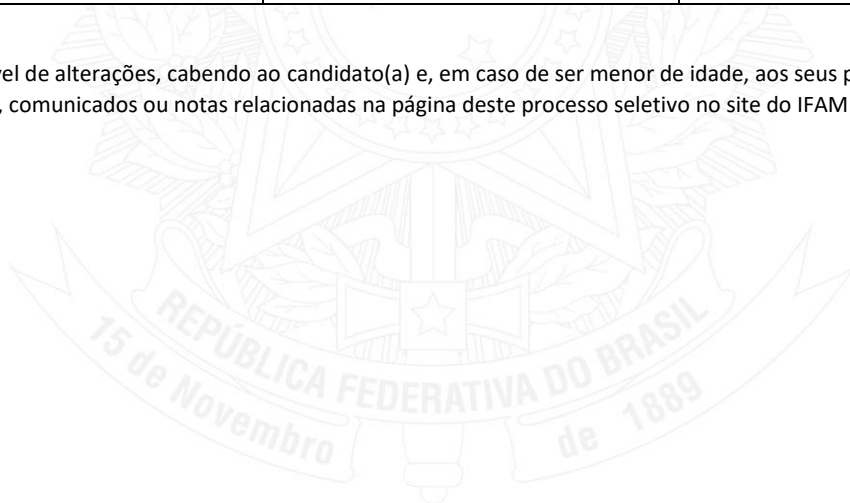 vel de alterações, cabendo ao candidato(a) e, em caso de ser menor de idade, aos seus p
, comunicados ou notas relacionadas na página deste processo seletivo no site do IFAM
REPÚBLICA FEDERATIVA DO BRASIL
15 de Novembro de 1889